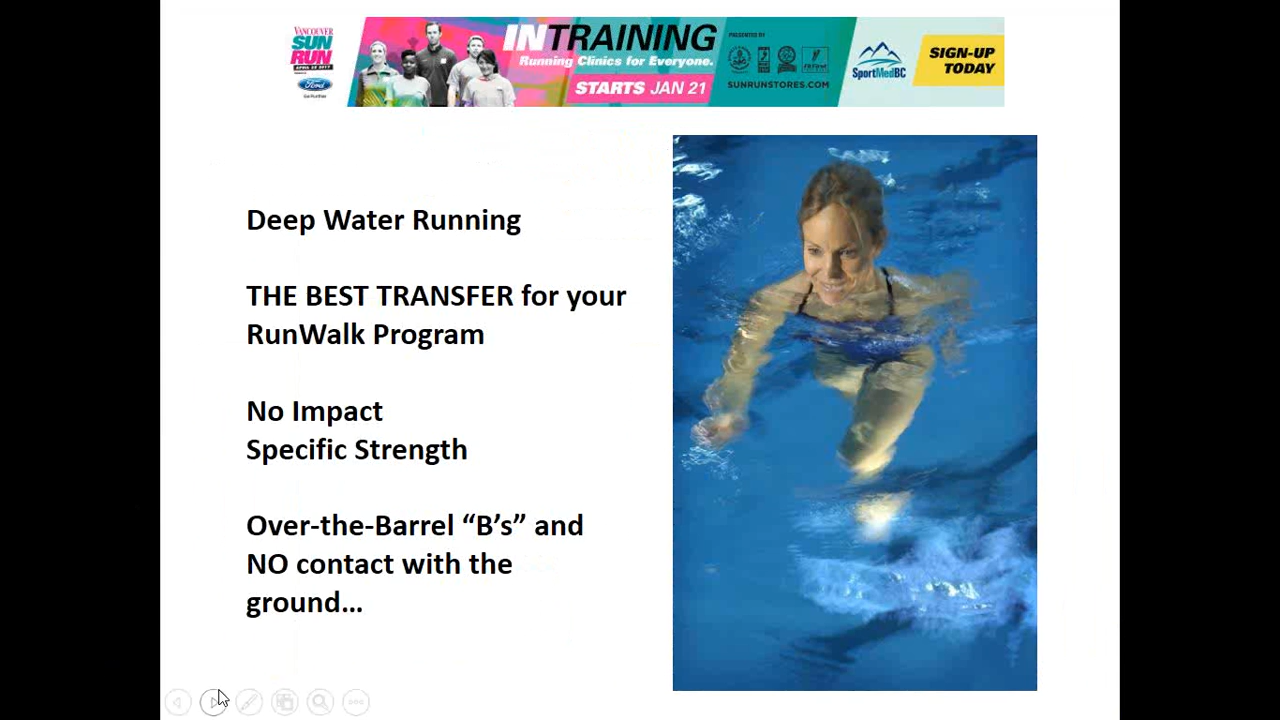 VANCOUVER
SUN
RUN
Ford
INTRAINING
Running Clinics for Everyone.
STARTS JAN 21
PRESENTED BY
SUNRUNSTORES.COM
SportMedBC
SIGN-UP
TODAY
Deep Water Running
THE BEST TRANSFER for your
RunWalk Program
No Impact
Specific Strength
Over-the-Barrel “B’s” and
NO contact with the
ground…